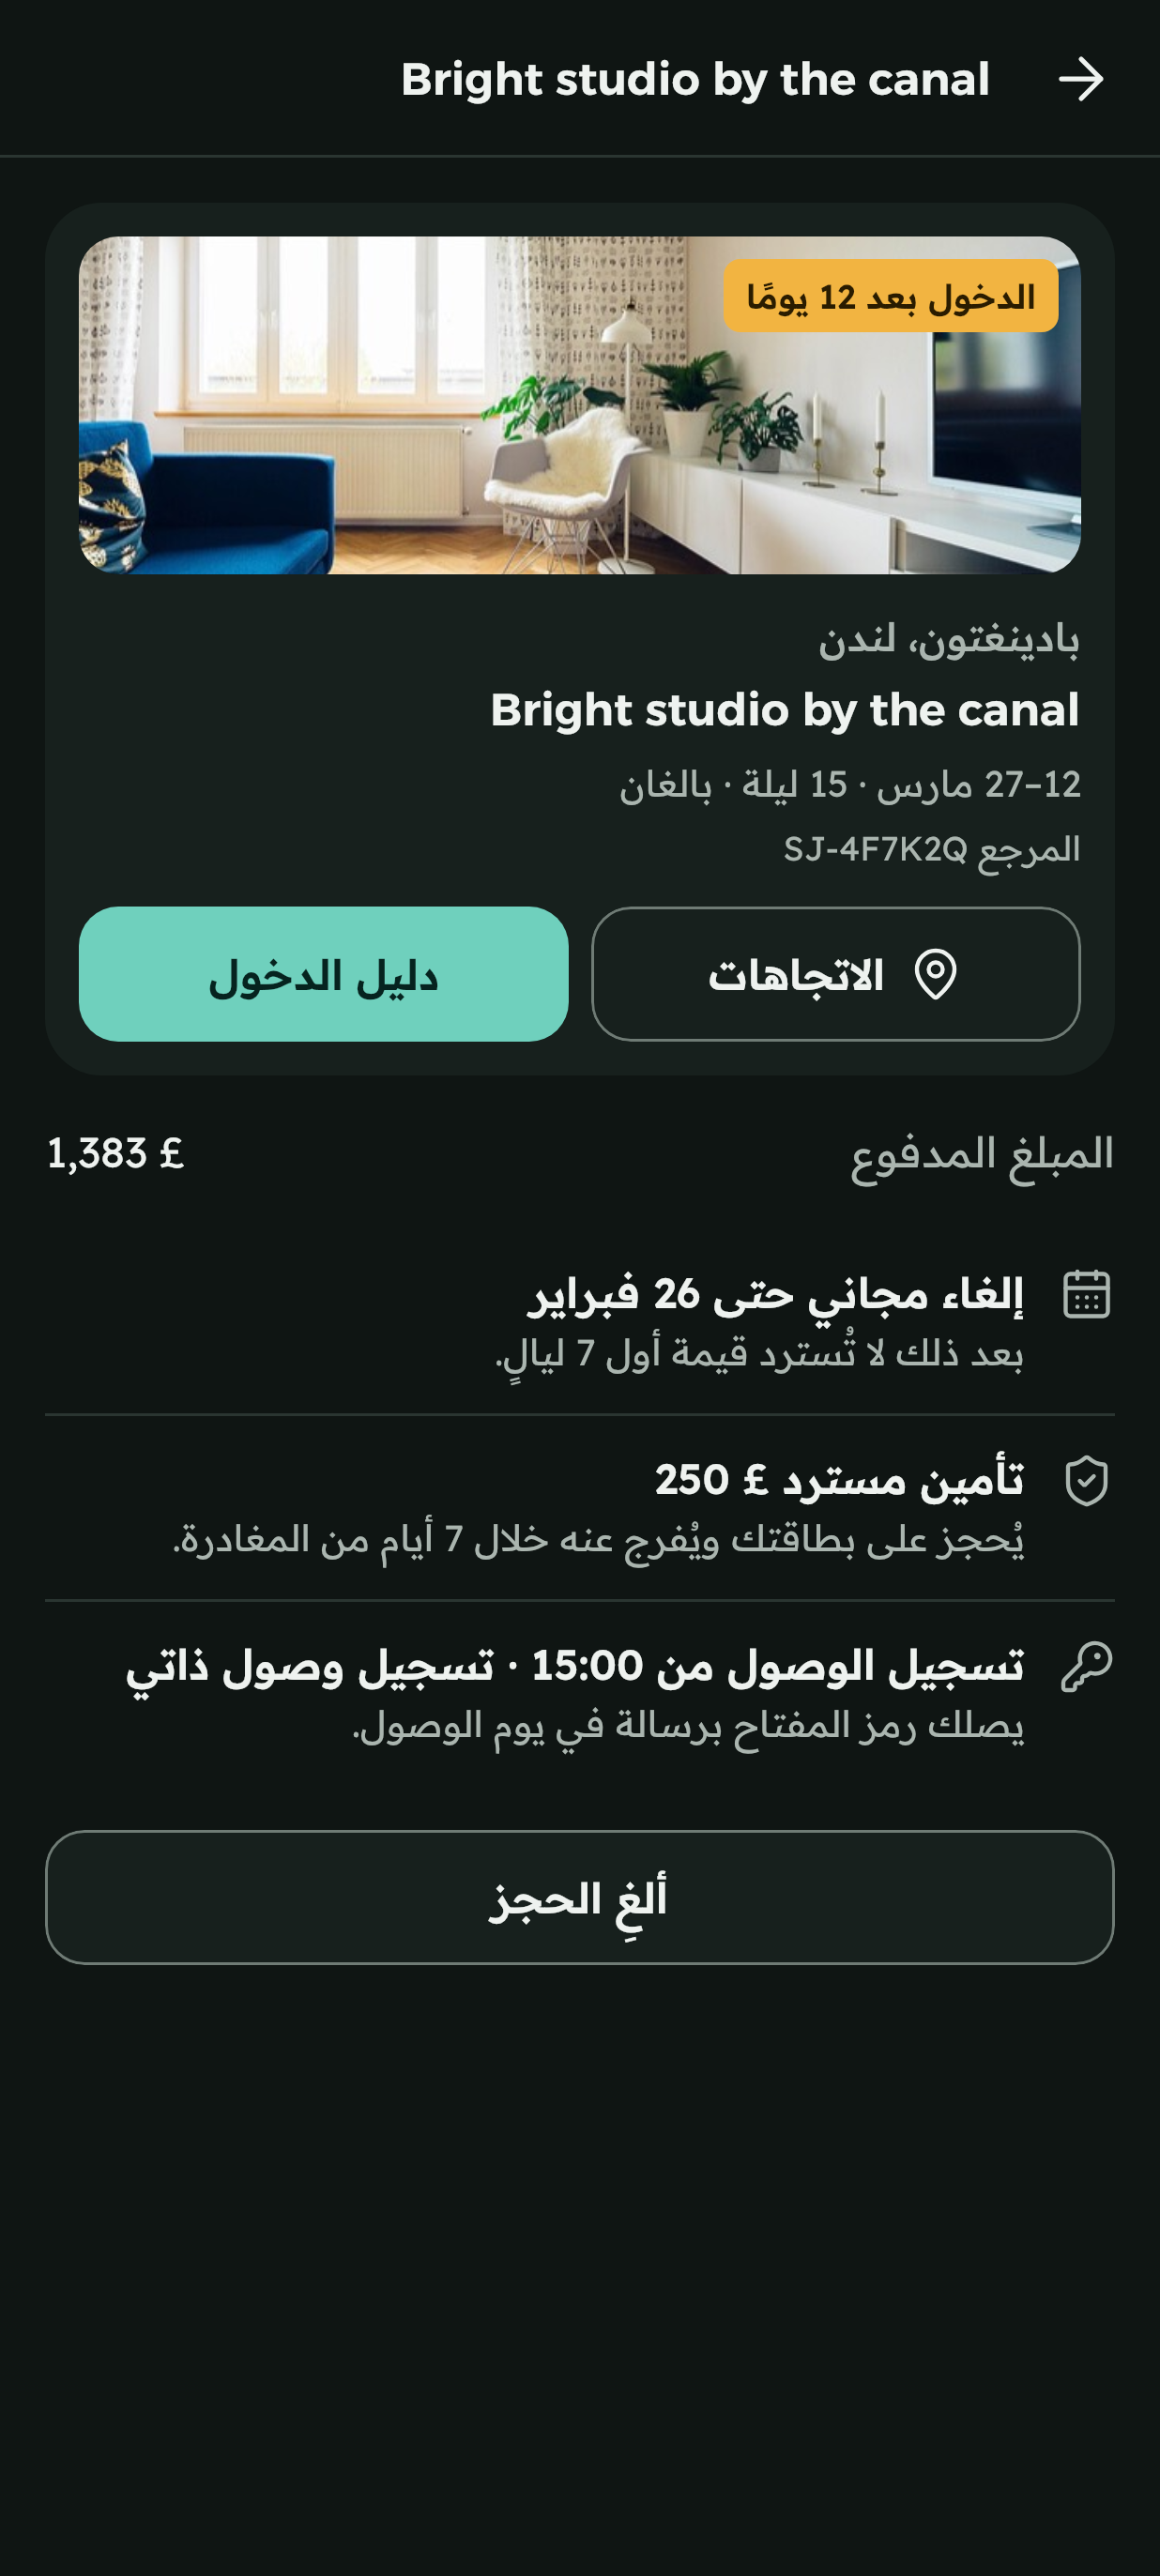 Bright studio by the canal
الدخول بعد 12 يومًا
بادينغتون، لندن
Bright studio by the canal
12–27 مارس · 15 ليلة · بالغان
المرجع SJ-4F7K2Q
الاتجاهات
دليل الدخول
المبلغ المدفوع
1,383 £
إلغاء مجاني حتى 26 فبراير
بعد ذلك لا تُسترد قيمة أول 7 ليالٍ.
تأمين مسترد £ 250
يُحجز على بطاقتك ويُفرج عنه خلال 7 أيام من المغادرة.
تسجيل الوصول من 15:00 · تسجيل وصول ذاتي
يصلك رمز المفتاح برسالة في يوم الوصول.
ألغِ الحجز